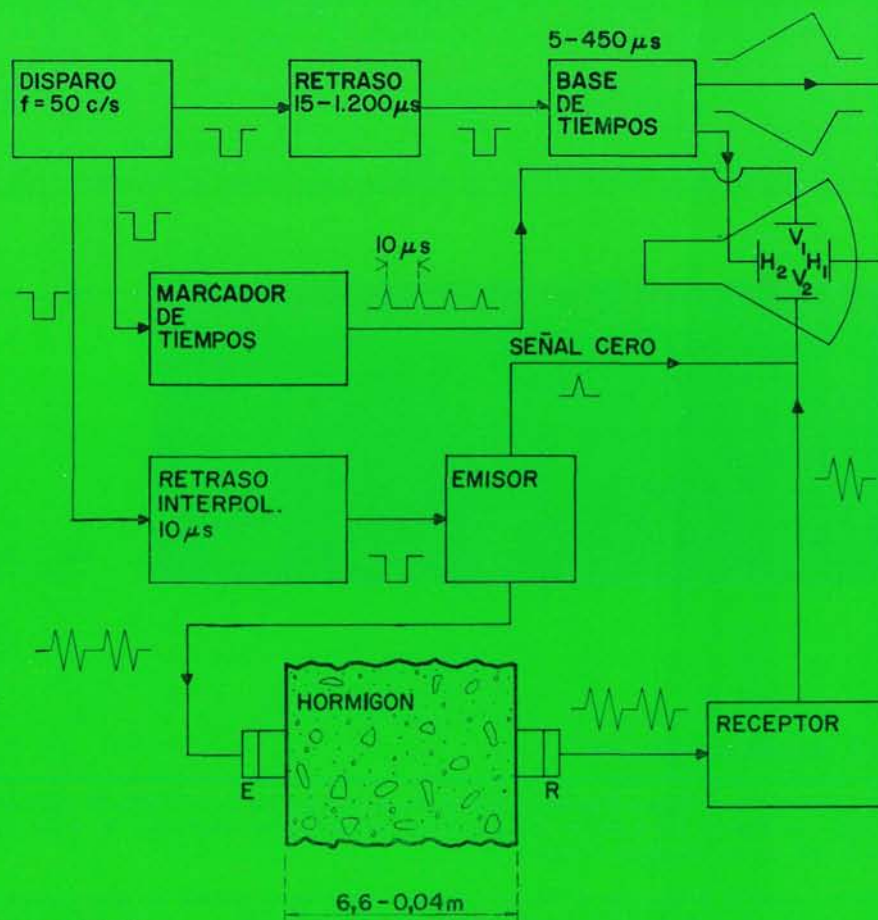 5-450 μs
DISPARO
f = 50 c/s
RETRASO
15-1.200 μs
BASE
DE
TIEMPOS
10 μs
V1
H2 H1
V2
MARCADOR
DE
TIEMPOS
SEÑAL CERO
RETRASO
INTERPOL.
10 μs
EMISOR
HORMIGON
E
R
RECEPTOR
6,6-0,04m